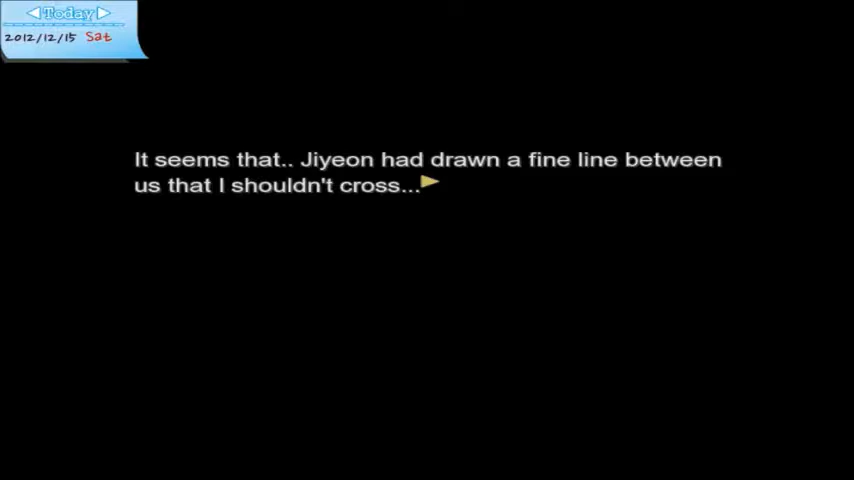 ◁Today▷
2012/12/15 Sat
It seems that.. Jiyeon had drawn a fine line between
us that I shouldn't cross...